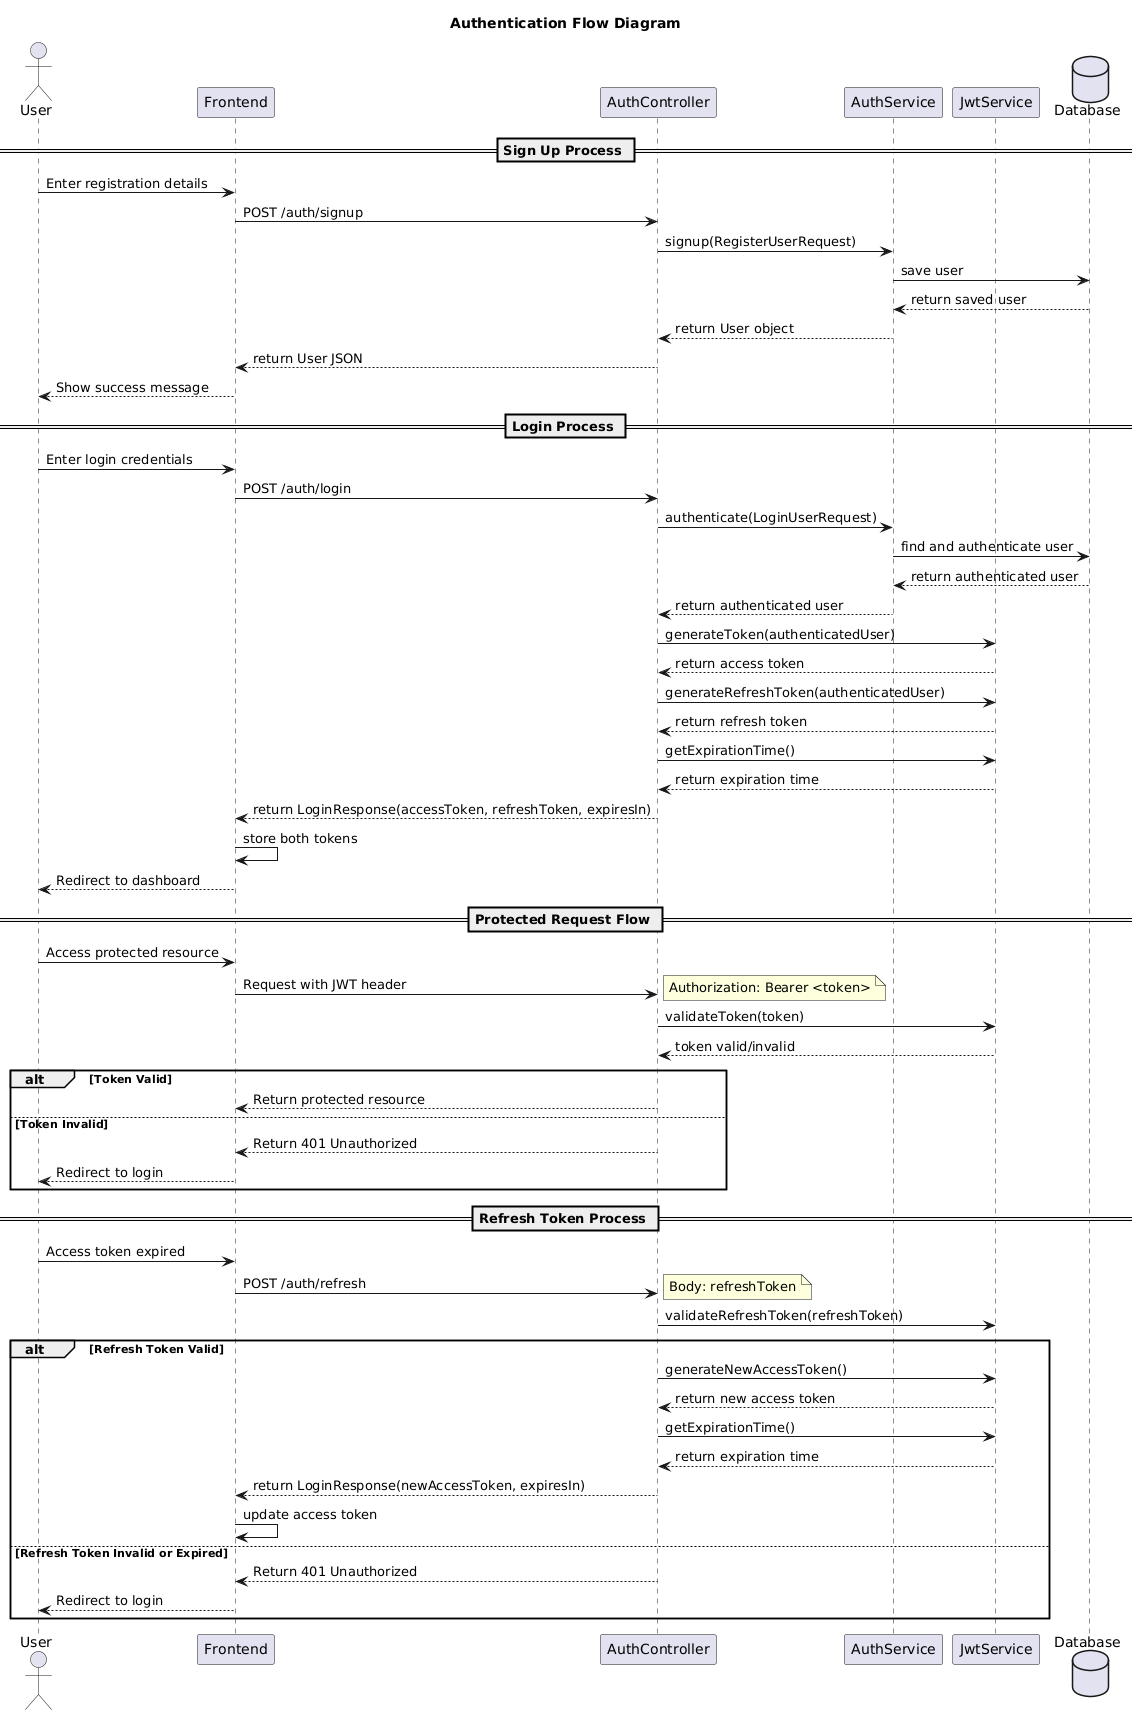 Authentication Flow Diagram
User
Frontend
AuthController
AuthService
JwtService
Database
Sign Up Process
Enter registration details
POST /auth/signup
signup(RegisterUserRequest)
save user
return saved user
return User object
return User JSON
Show success message
Login Process
Enter login credentials
POST /auth/login
authenticate(LoginUserRequest)
find and authenticate user
return authenticated user
return authenticated user
generateToken(authenticatedUser)
return access token
generateRefreshToken(authenticatedUser)
return refresh token
getExpirationTime()
return expiration time
return LoginResponse(accessToken, refreshToken, expiresIn)
store both tokens
Redirect to dashboard
Protected Request Flow
Access protected resource
Request with JWT header
Authorization: Bearer <token>
validateToken(token)
token valid/invalid
alt
[Token Valid]
Return protected resource
[Token Invalid]
Return 401 Unauthorized
Redirect to login
Refresh Token Process
Access token expired
POST /auth/refresh
Body: refreshToken
validateRefreshToken(refreshToken)
alt
[Refresh Token Valid]
generateNewAccessToken()
return new access token
getExpirationTime()
return expiration time
return LoginResponse(newAccessToken, expiresIn)
update access token
[Refresh Token Invalid or Expired]
Return 401 Unauthorized
Redirect to login
User
Frontend
AuthController
AuthService
JwtService
Database